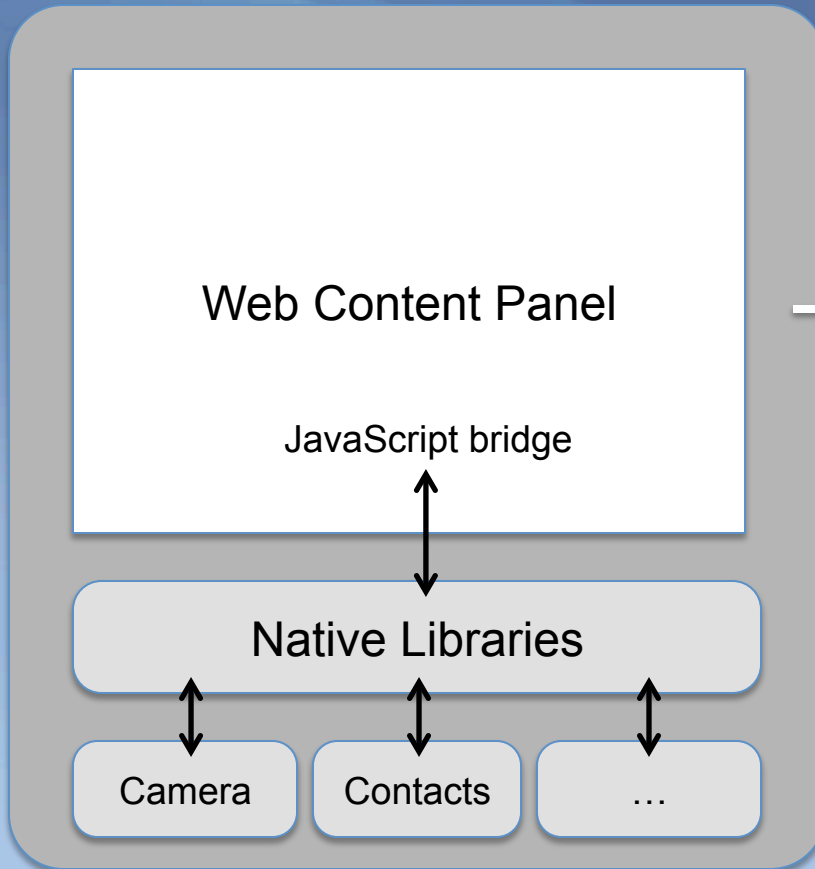 Web Content Panel
JavaScript bridge
Native Libraries
Camera
Contacts
…